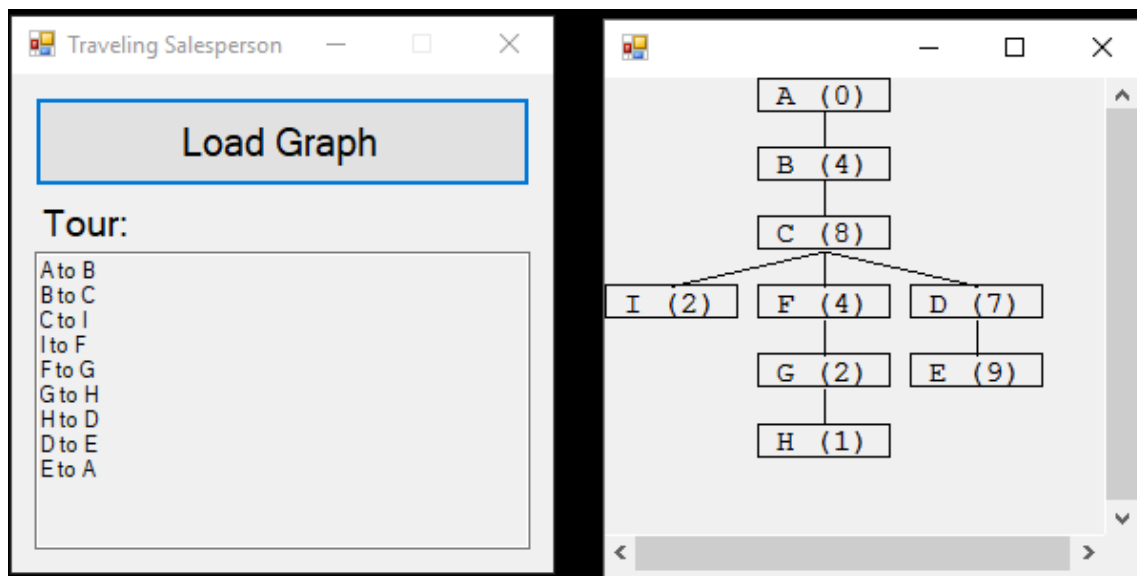 Traveling Salesperson
Load Graph
Tour:
A to B
B to C
C to I
I to F
F to G
G to H
H to D
D to E
E to A
A (0)
B (4)
C (8)
I (2) F (4) D (7)
G (2) E (9)
H (1)